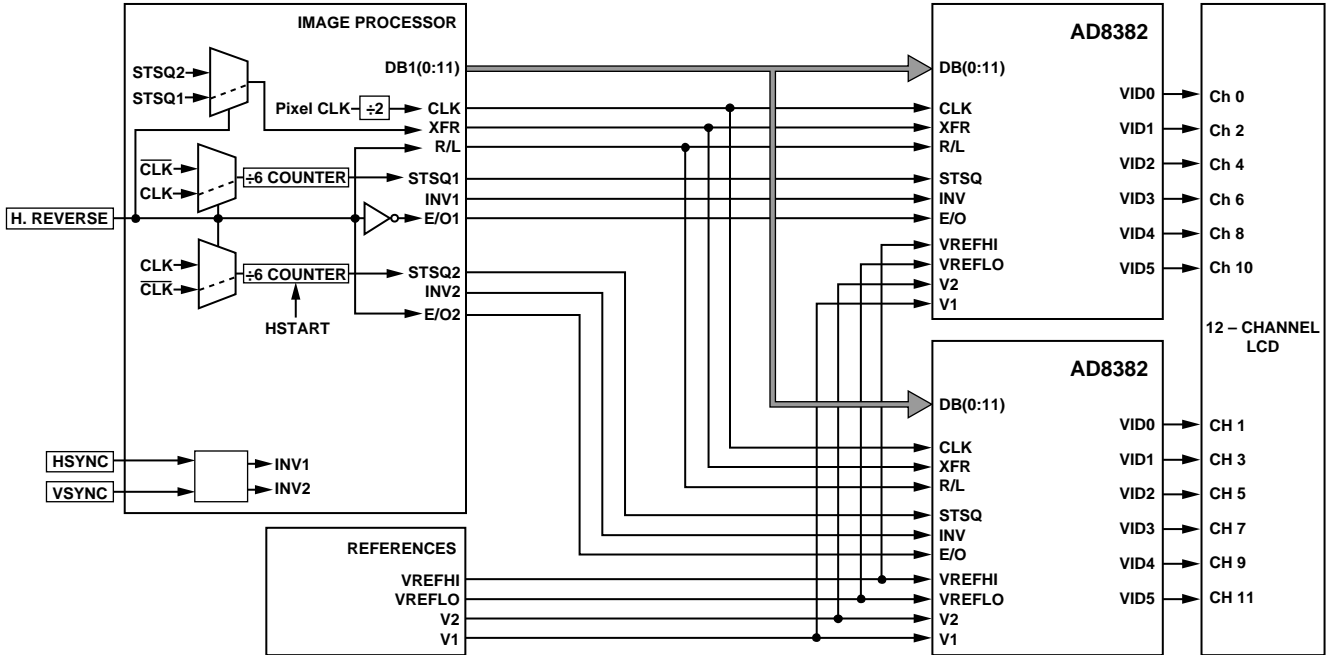 IMAGE PROCESSOR
STSQ2
STSQ1
DB1(0:11)
Pixel CLK
÷2
CLK
XFR
R/L
CLK
CLK
÷6 COUNTER
STSQ1
INV1
E/O1
H. REVERSE
CLK
CLK
÷6 COUNTER
STSQ2
INV2
E/O2
HSTART
HSYNC
VSYNC
INV1
INV2
REFERENCES
VREFHI
VREFLO
V2
V1
AD8382
DB(0:11)
CLK
XFR
R/L
STSQ
INV
E/O
VREFHI
VREFLO
V2
V1
VID0
VID1
VID2
VID3
VID4
VID5
AD8382
DB(0:11)
CLK
XFR
R/L
STSQ
INV
E/O
VREFHI
VREFLO
V2
V1
VID0
VID1
VID2
VID3
VID4
VID5
Ch 0
Ch 2
Ch 4
Ch 6
Ch 8
Ch 10
12 – CHANNEL
LCD
CH 1
CH 3
CH 5
CH 7
CH 9
CH 11